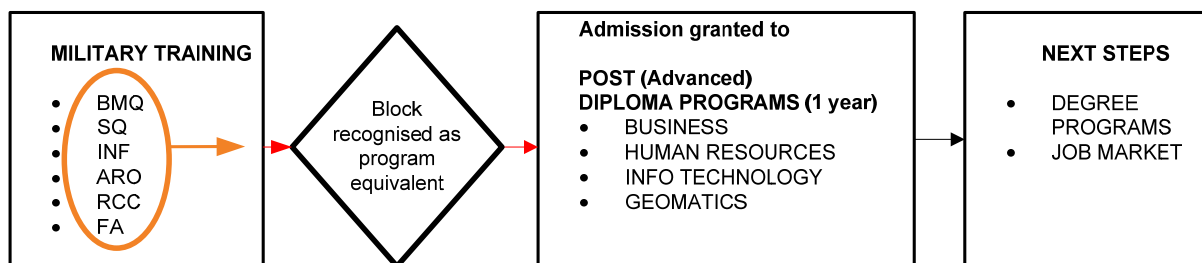 MILITARY TRAINING
• BMQ
• SQ
• INF
• ARO
• RCC
• FA
Block
recognised as
program
equivalent
Admission granted to
POST (Advanced)
DIPLOMA PROGRAMS (1 year)
• BUSINESS
• HUMAN RESOURCES
• INFO TECHNOLOGY
• GEOMATICS
NEXT STEPS
• DEGREE
PROGRAMS
• JOB MARKET